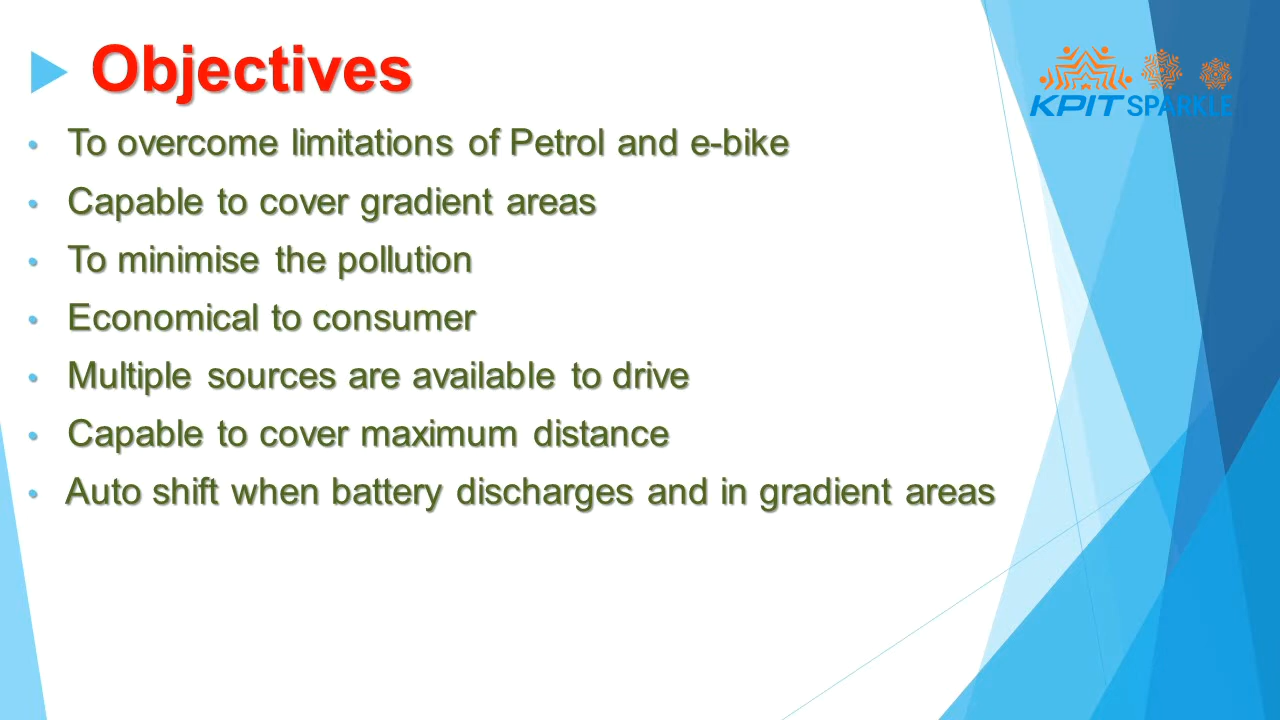 Objectives
KPIT SPARKLE
• To overcome limitations of Petrol and e-bike
• Capable to cover gradient areas
• To minimise the pollution
• Economical to consumer
• Multiple sources are available to drive
• Capable to cover maximum distance
• Auto shift when battery discharges and in gradient areas